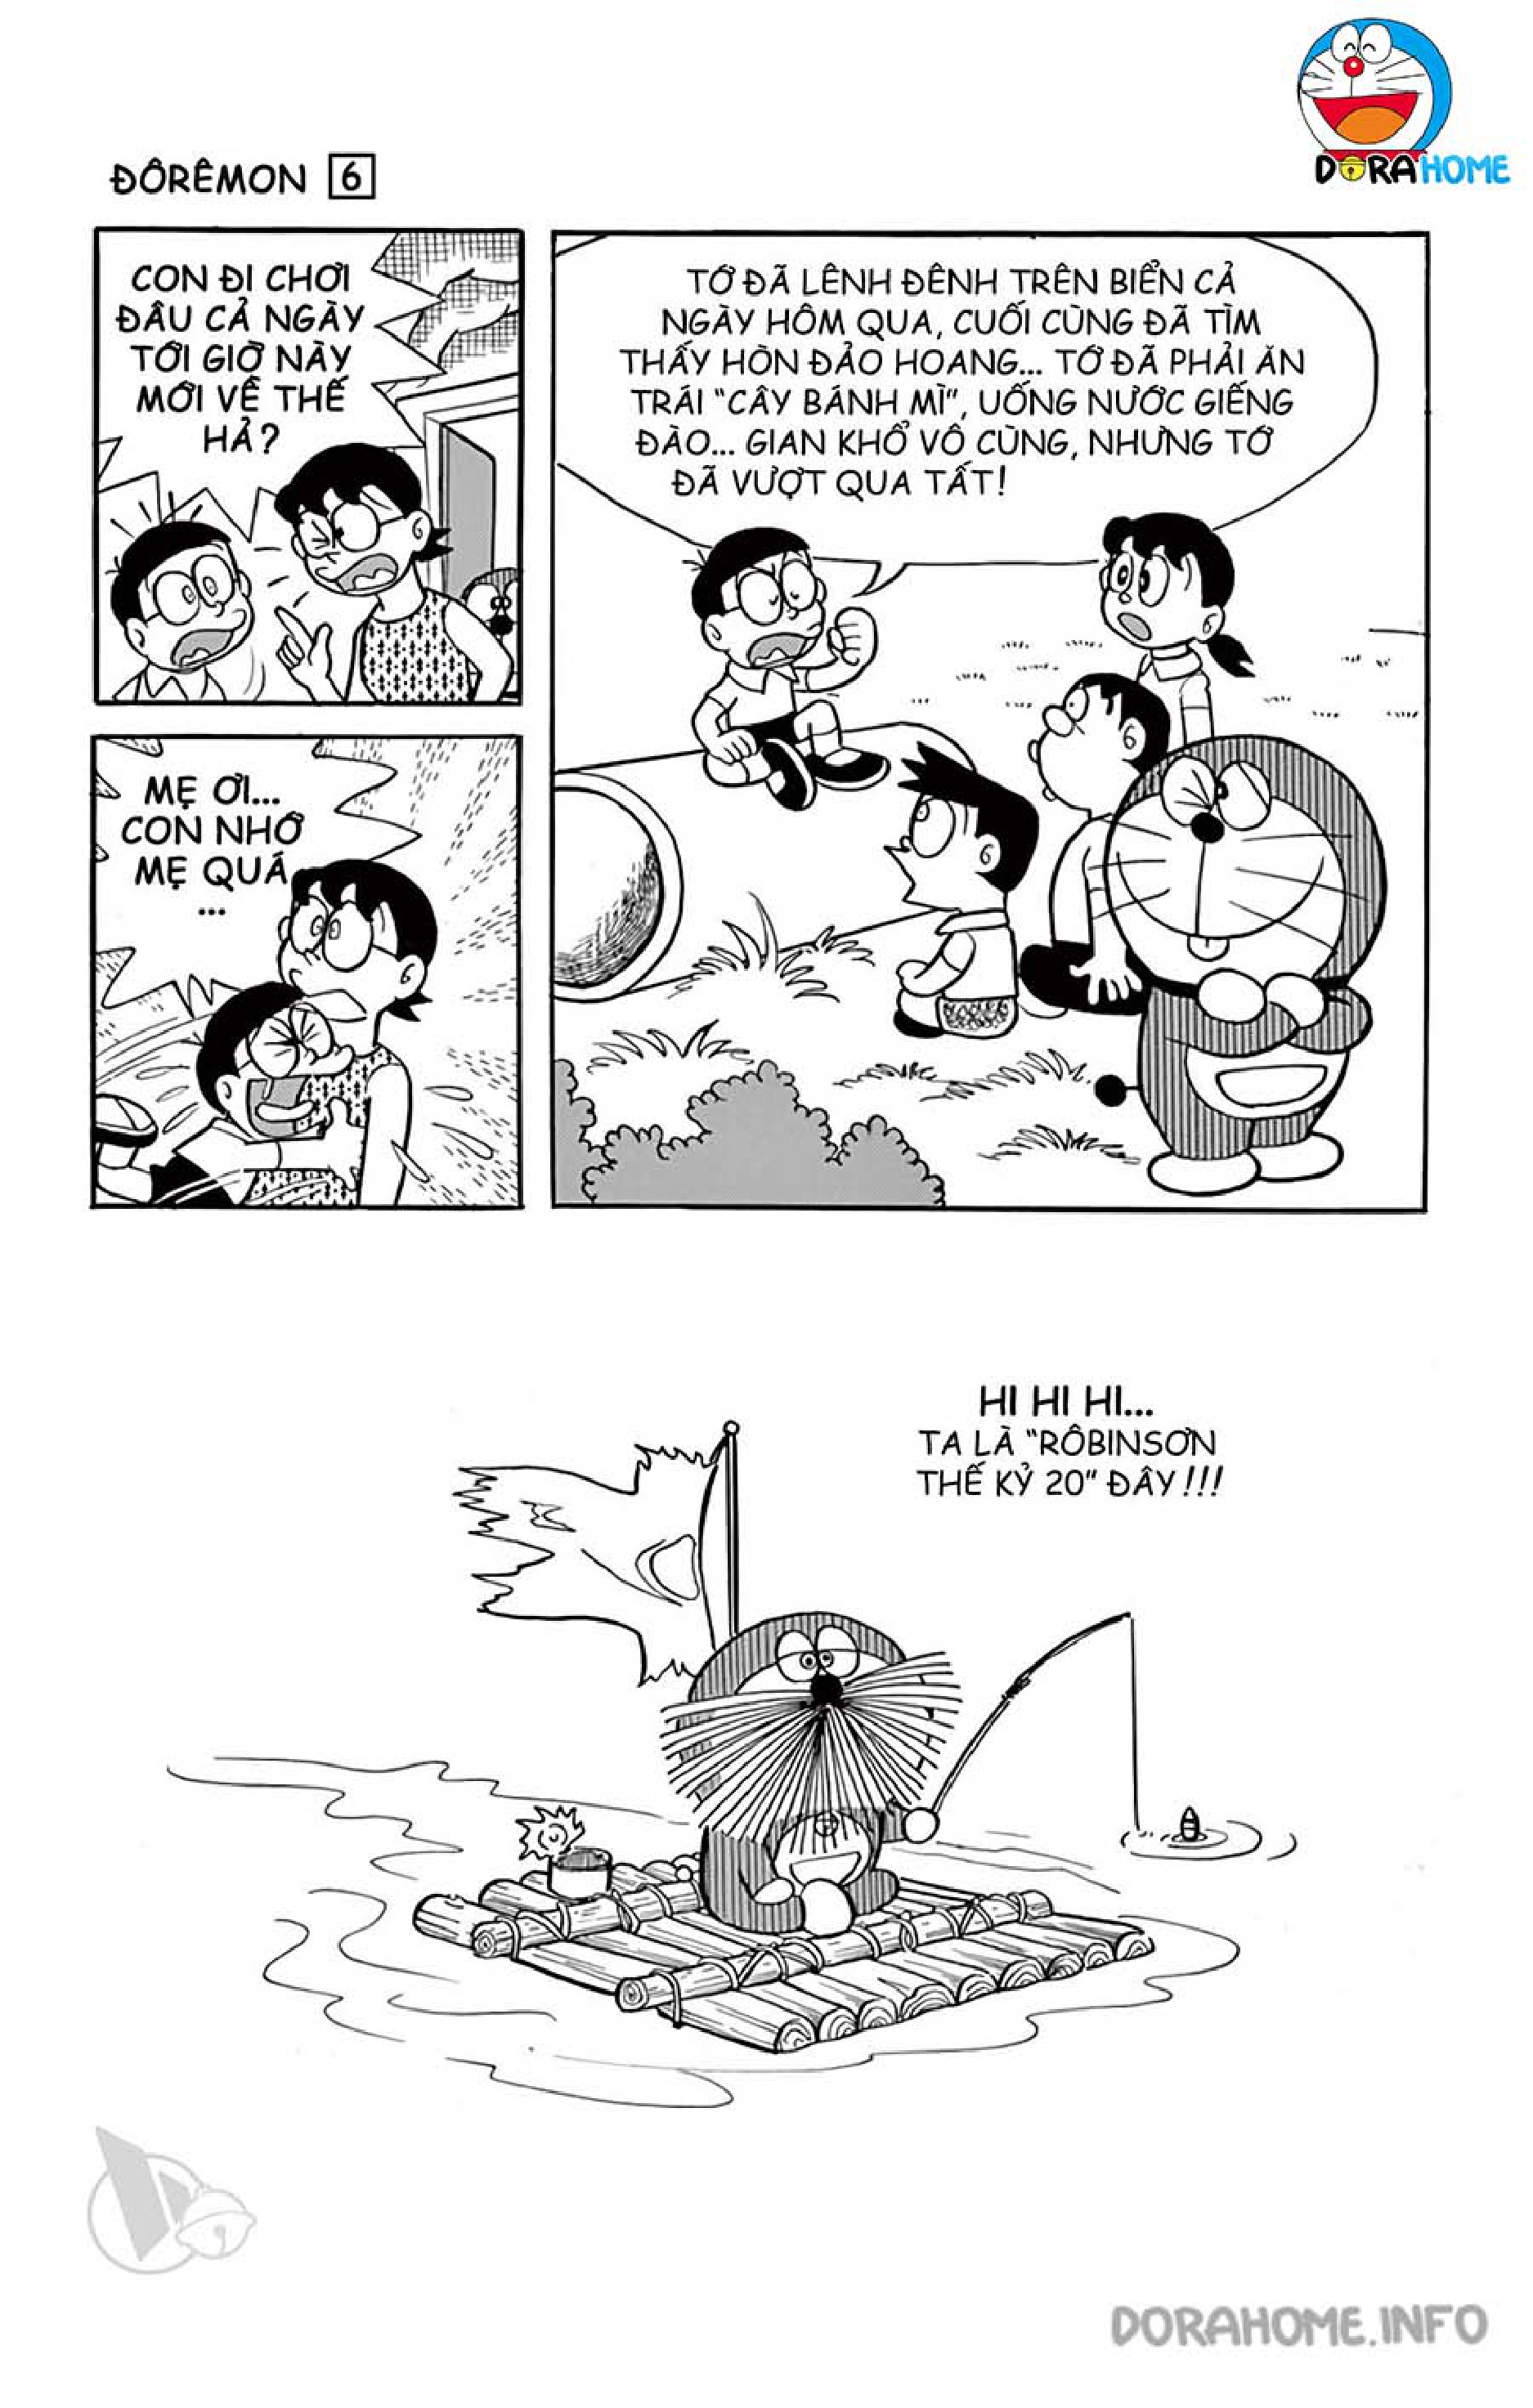 DORAHOME
ĐÔRÊMON 6
CON ĐI CHƠI
ĐÂU CẢ NGÀY
TỚI GIỜ NÀY
MỚI VỀ THẾ
HẢ?
MẸ ƠI...
CON NHỚ
MẸ QUÁ
...
TỚ ĐÃ LÊNH ĐÊNH TRÊN BIỂN CẢ
NGÀY HÔM QUA, CUỐI CÙNG ĐÃ TÌM
THẤY HÒN ĐẢO HOANG... TỚ ĐÃ PHẢI ĂN
TRÁI "CÂY BÁNH MÌ", UỐNG NƯỚC GIẾNG
ĐÀO... GIAN KHỔ VÔ CÙNG, NHƯNG TỚ
ĐÃ VƯỢT QUA TẤT!
HI HI HI...
TA LÀ "RÔBINSƠN
THẾ KỶ 20" ĐÂY!!!
DORAHOME.INFO